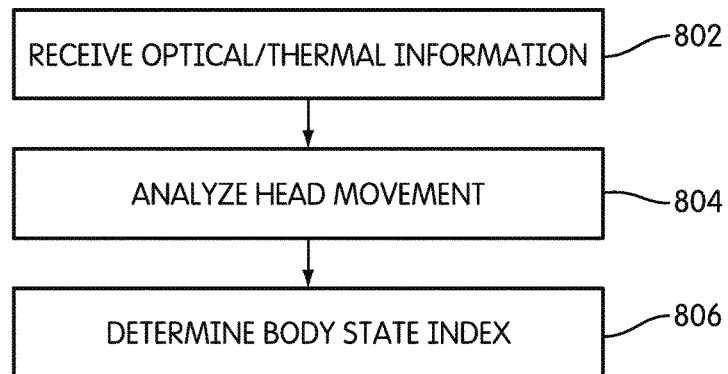 RECEIVE OPTICAL/THERMAL INFORMATION
802
ANALYZE HEAD MOVEMENT
804
DETERMINE BODY STATE INDEX
806